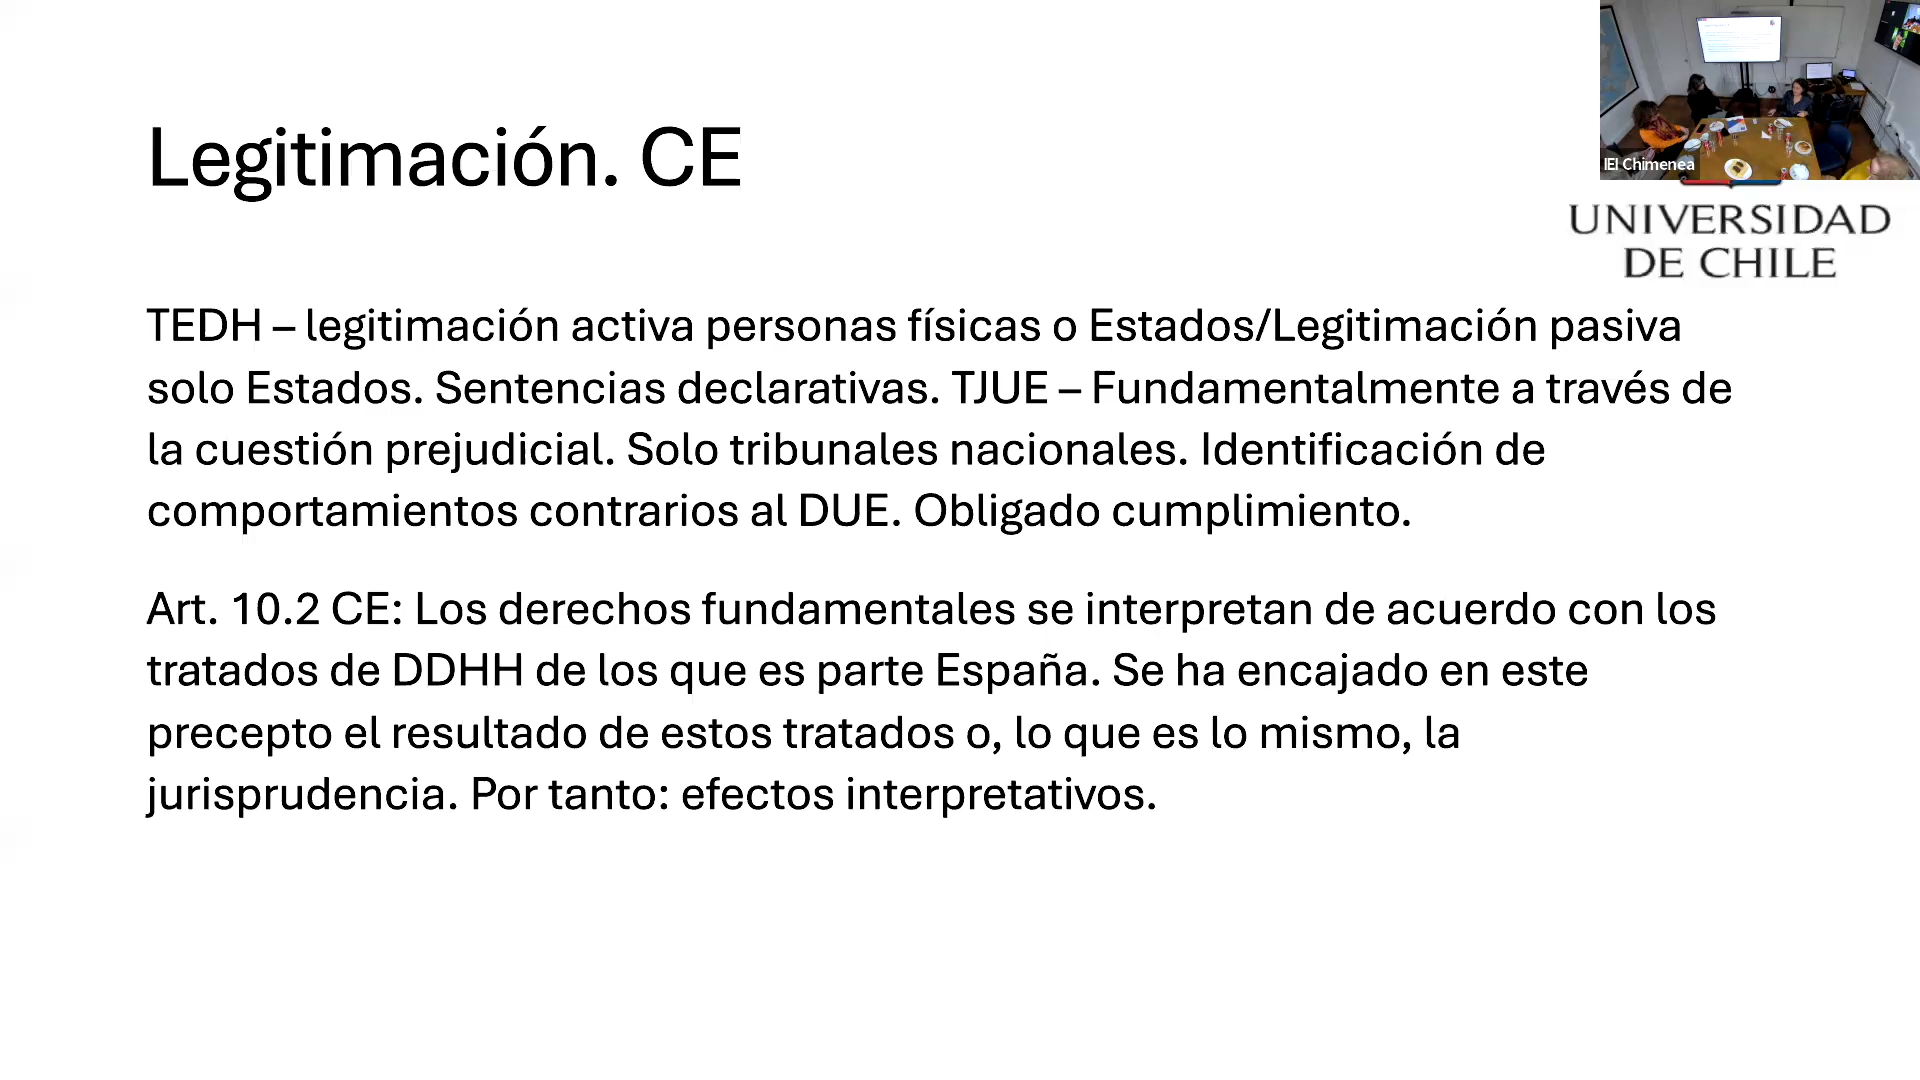 Legitimación. CE
IEI Chimenea
UNIVERSIDAD
DE CHILE
TEDH – legitimación activa personas físicas o Estados/Legitimación pasiva
solo Estados. Sentencias declarativas. TJUE – Fundamentalmente a través de
la cuestión prejudicial. Solo tribunales nacionales. Identificación de
comportamientos contrarios al DUE. Obligado cumplimiento.
Art. 10.2 CE: Los derechos fundamentales se interpretan de acuerdo con los
tratados de DDHH de los que es parte España. Se ha encajado en este
precepto el resultado de estos tratados o, lo que es lo mismo, la
jurisprudencia. Por tanto: efectos interpretativos.